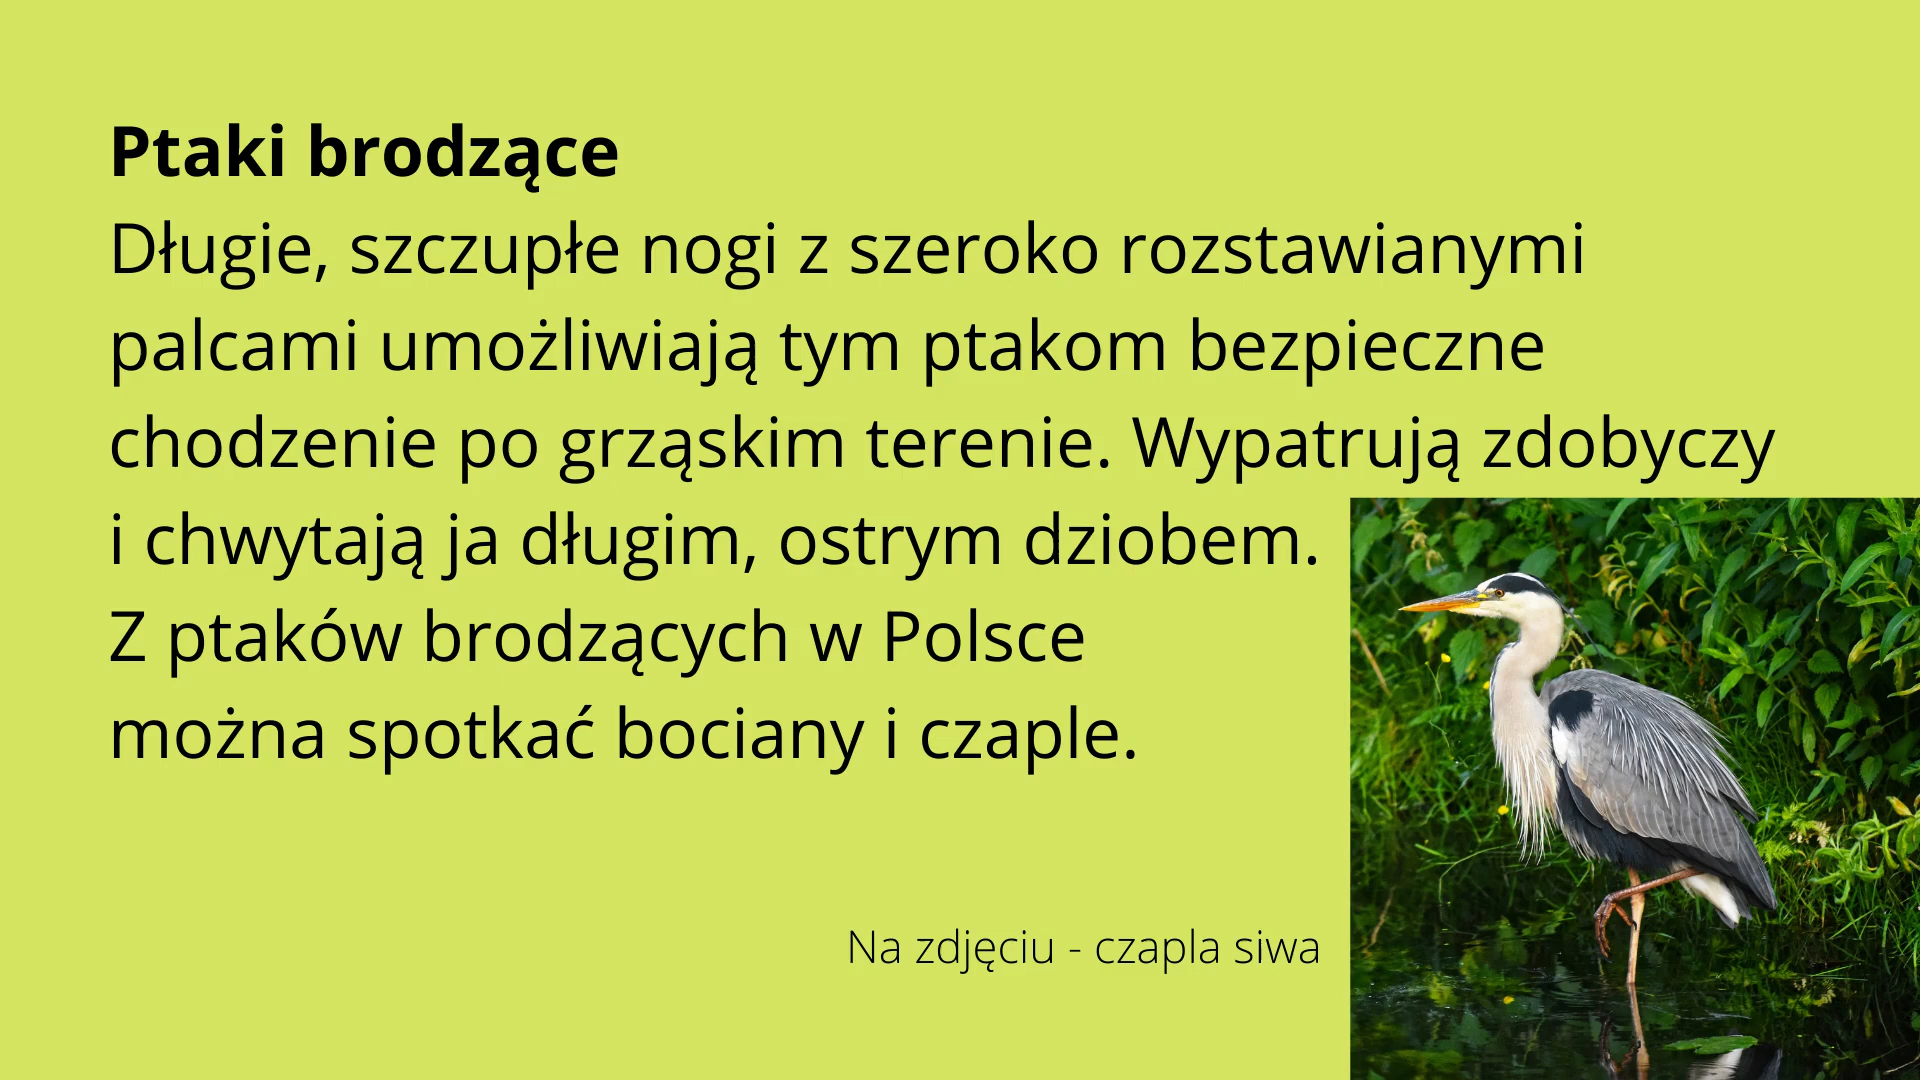 Ptaki brodzące
Długie, szczupłe nogi z szeroko rozstawianymi
palcami umożliwiają tym ptakom bezpieczne
chodzenie po grząskim terenie. Wypatrują zdobyczy
i chwytają ja długim, ostrym dziobem.
Z ptaków brodzących w Polsce
można spotkać bociany i czaple.
Na zdjęciu - czapla siwa